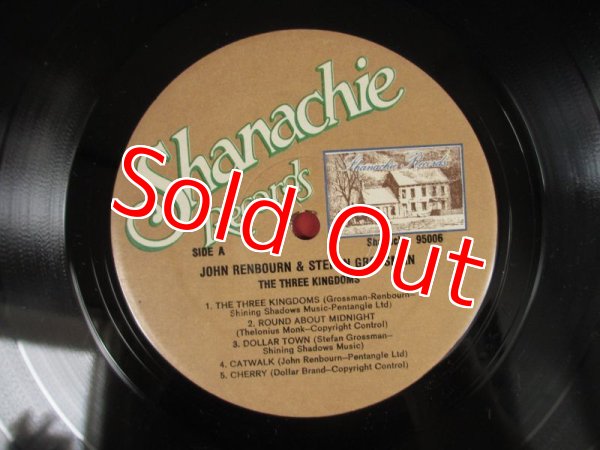 Shanachie
Records
Shanachie Records
Sold Out
SIDE A
95006
JOHN RENBOURN & STEFAN GROSSMAN
THE THREE KINGDOMS
1. THE THREE KINGDOMS (Grossman-Renbourn—
Shining Shadows Music-Pentangle Ltd)
2. ROUND ABOUT MIDNIGHT
(Thelonius Monk—Copyright Control)
3. DOLLAR TOWN (Stefan Grossman—
Shining Shadows Music)
4. CATWALK (John Renbourn—Pentangle Ltd)
5. CHERRY (Dollar Brand—Copyright Control)